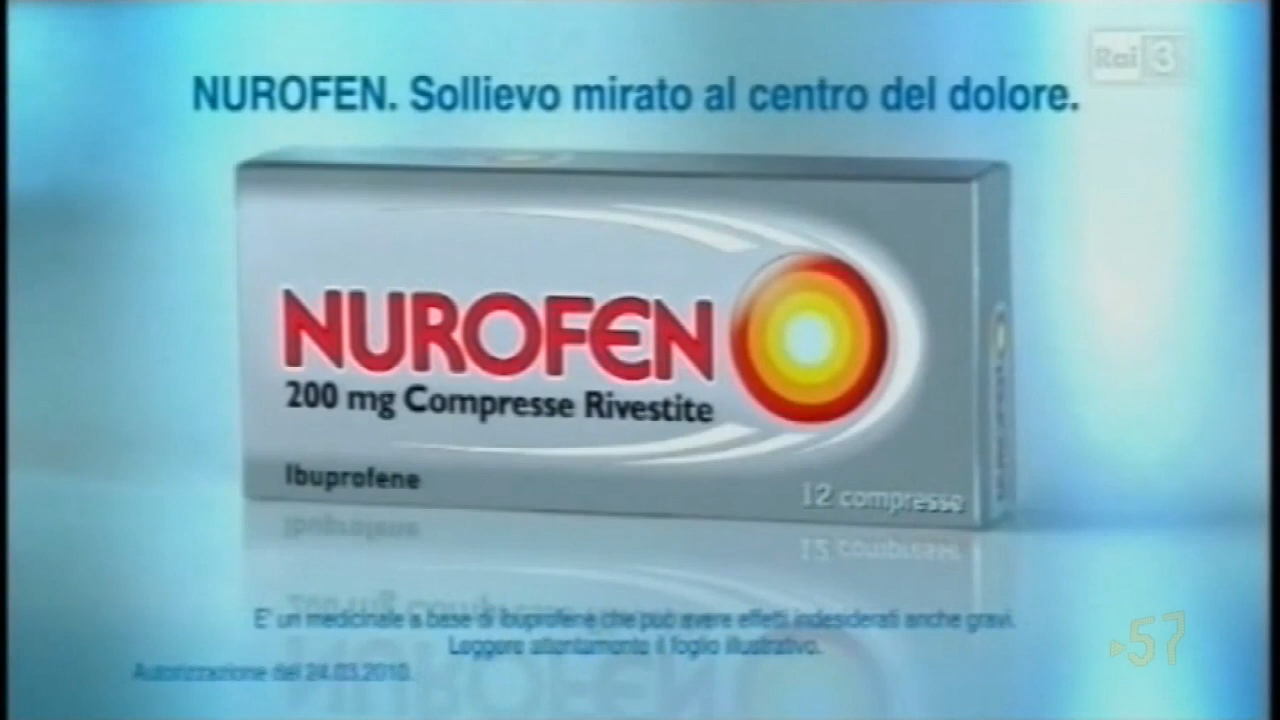 Rai 3
NUROFEN. Sollievo mirato al centro del dolore.
NUROFEN
200 mg Compresse Rivestite
Ibuprofene
12 compresse
E' un medicinale a base di ibuprofene che può avere effetti indesiderati anche gravi.
Leggere attentamente il foglio illustrativo.
Autorizzazione del 24.03.2010.
57